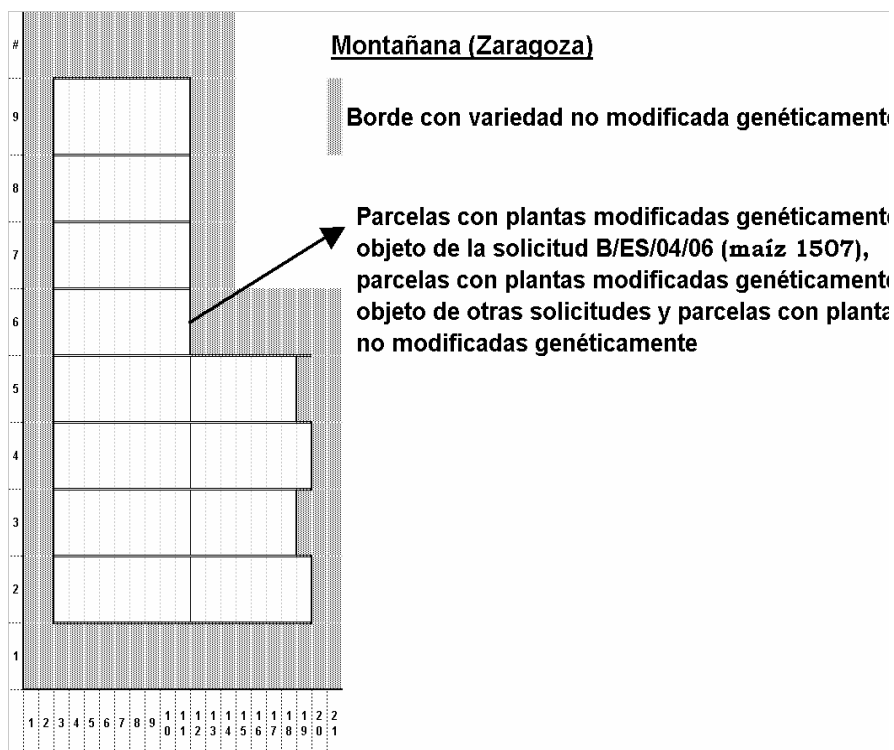 Montañana (Zaragoza)
Borde con variedad no modificada genéticamente
Parcelas con plantas modificadas genéticamente
objeto de la solicitud B/ES/04/06 (maíz 1507),
parcelas con plantas modificadas genéticamente
objeto de otras solicitudes y parcelas con planta
no modificadas genéticamente
#
9
8
7
6
5
4
3
2
1
1 2 3 4 5 6 7 8 9 10 11 12 13 14 15 16 17 18 19 20 21